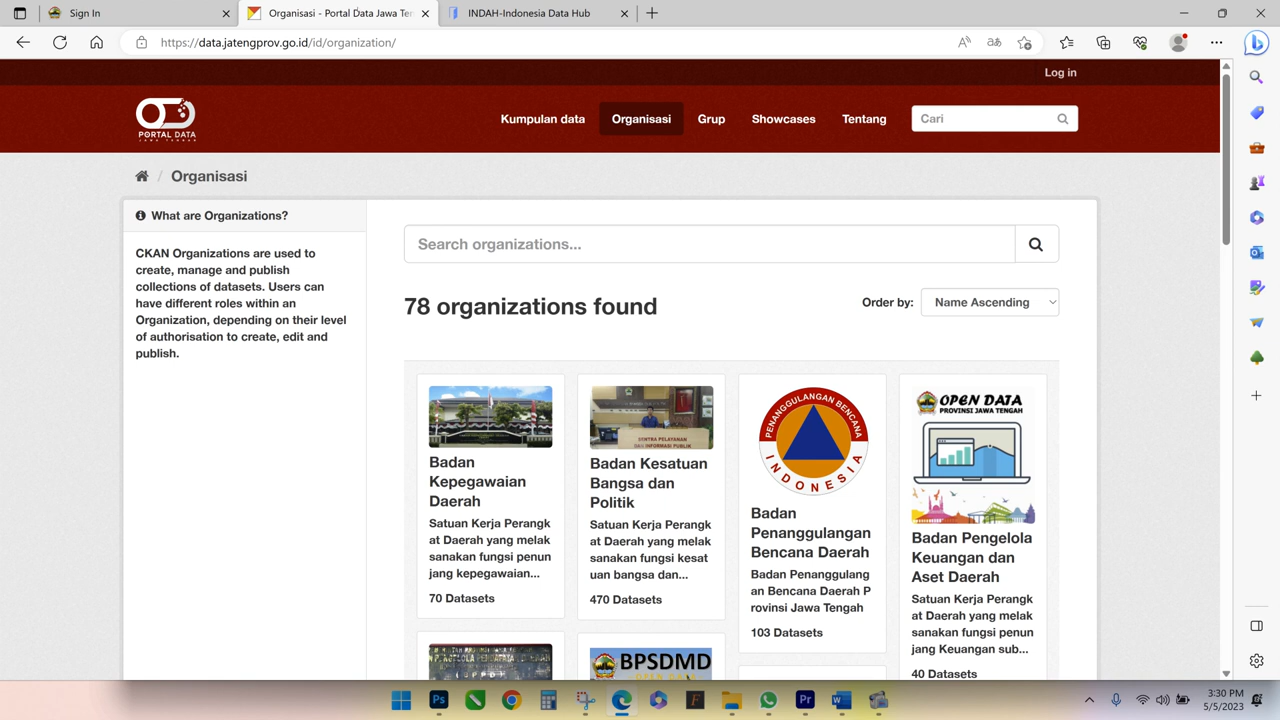 Sign In
Organisasi - Portal Data Jawa Ten
INDAH-Indonesia Data Hub
https://data.jatengprov.go.id/id/organization/
Log in
PORTAL DATA
JAWA TENGAH
Kumpulan data
Organisasi
Grup
Showcases
Tentang
Cari
/ Organisasi
What are Organizations?
CKAN Organizations are used to
create, manage and publish
collections of datasets. Users can
have different roles within an
Organization, depending on their level
of authorisation to create, edit and
publish.
Search organizations...
78 organizations found
Order by:
Name Ascending
Badan
Kepegawaian
Daerah
Satuan Kerja Perangk
at Daerah yang melak
sanakan fungsi penun
jang kepegawaian...
70 Datasets
SENTRA PELAYANAN
DAN INFORMASI PUBLIK
Badan Kesatuan
Bangsa dan
Politik
Satuan Kerja Perangk
at Daerah yang melak
sanakan fungsi kesat
uan bangsa dan...
470 Datasets
PENANGGULANGAN BENCANA
INDONESIA
Badan
Penanggulangan
Bencana Daerah
Badan Penanggulang
an Bencana Daerah P
rovinsi Jawa Tengah
103 Datasets
OPEN DATA
PROVINSI JAWA TENGAH
Badan Pengelola
Keuangan dan
Aset Daerah
Satuan Kerja Perangk
at Daerah yang melak
sanakan fungsi penun
jang Keuangan sub...
40 Datasets
BPSDMD
3:30 PM
5/5/2023